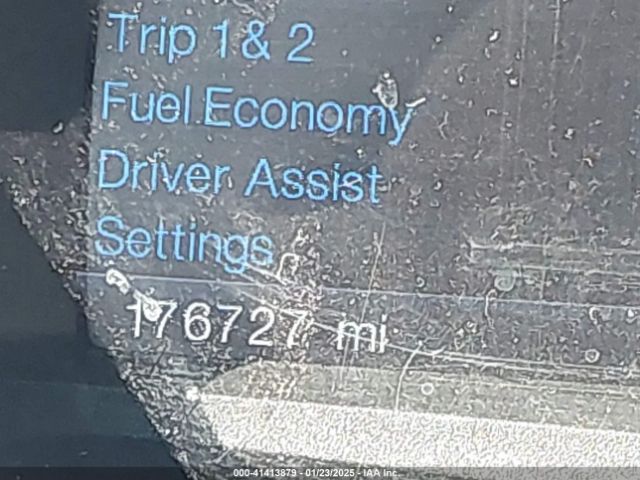 Trip 1 & 2
Fuel Economy
Driver Assist
Settings
176727 mi
000-41413879 - 01/23/2025 - IAA Inc.